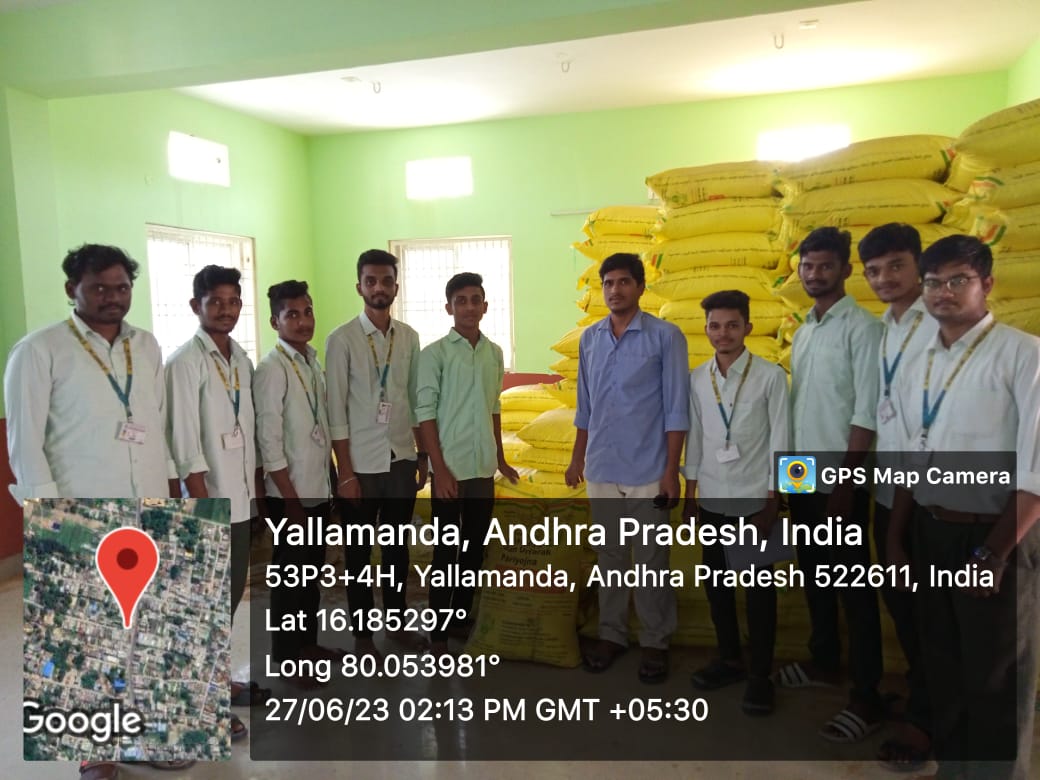 GPS Map Camera
Yallamanda, Andhra Pradesh, India
53P3+4H, Yallamanda, Andhra Pradesh 522611, India
Lat 16.185297°
Long 80.053981°
27/06/23 02:13 PM GMT +05:30
Google
Pariyojna